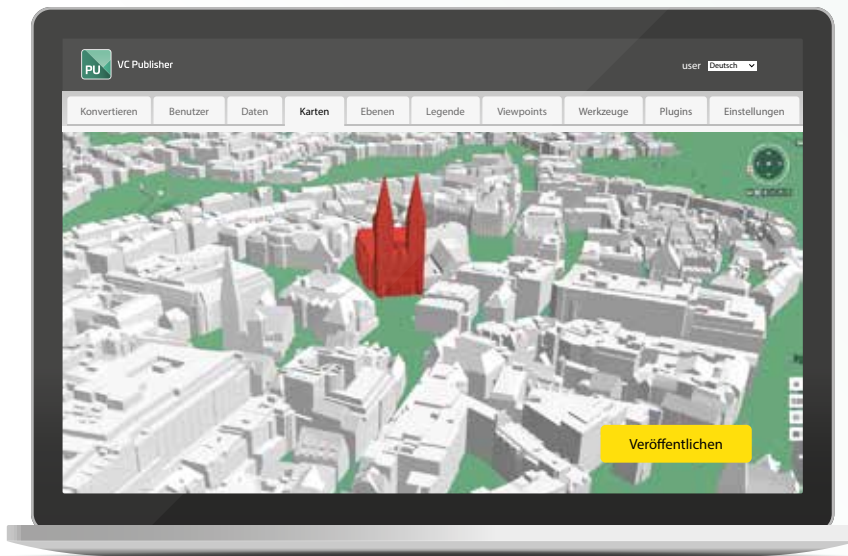 PU
VC Publisher
user
Deutsch
Konvertieren
Benutzer
Daten
Karten
Ebenen
Legende
Viewpoints
Werkzeuge
Plugins
Einstellungen
Veröffentlichen